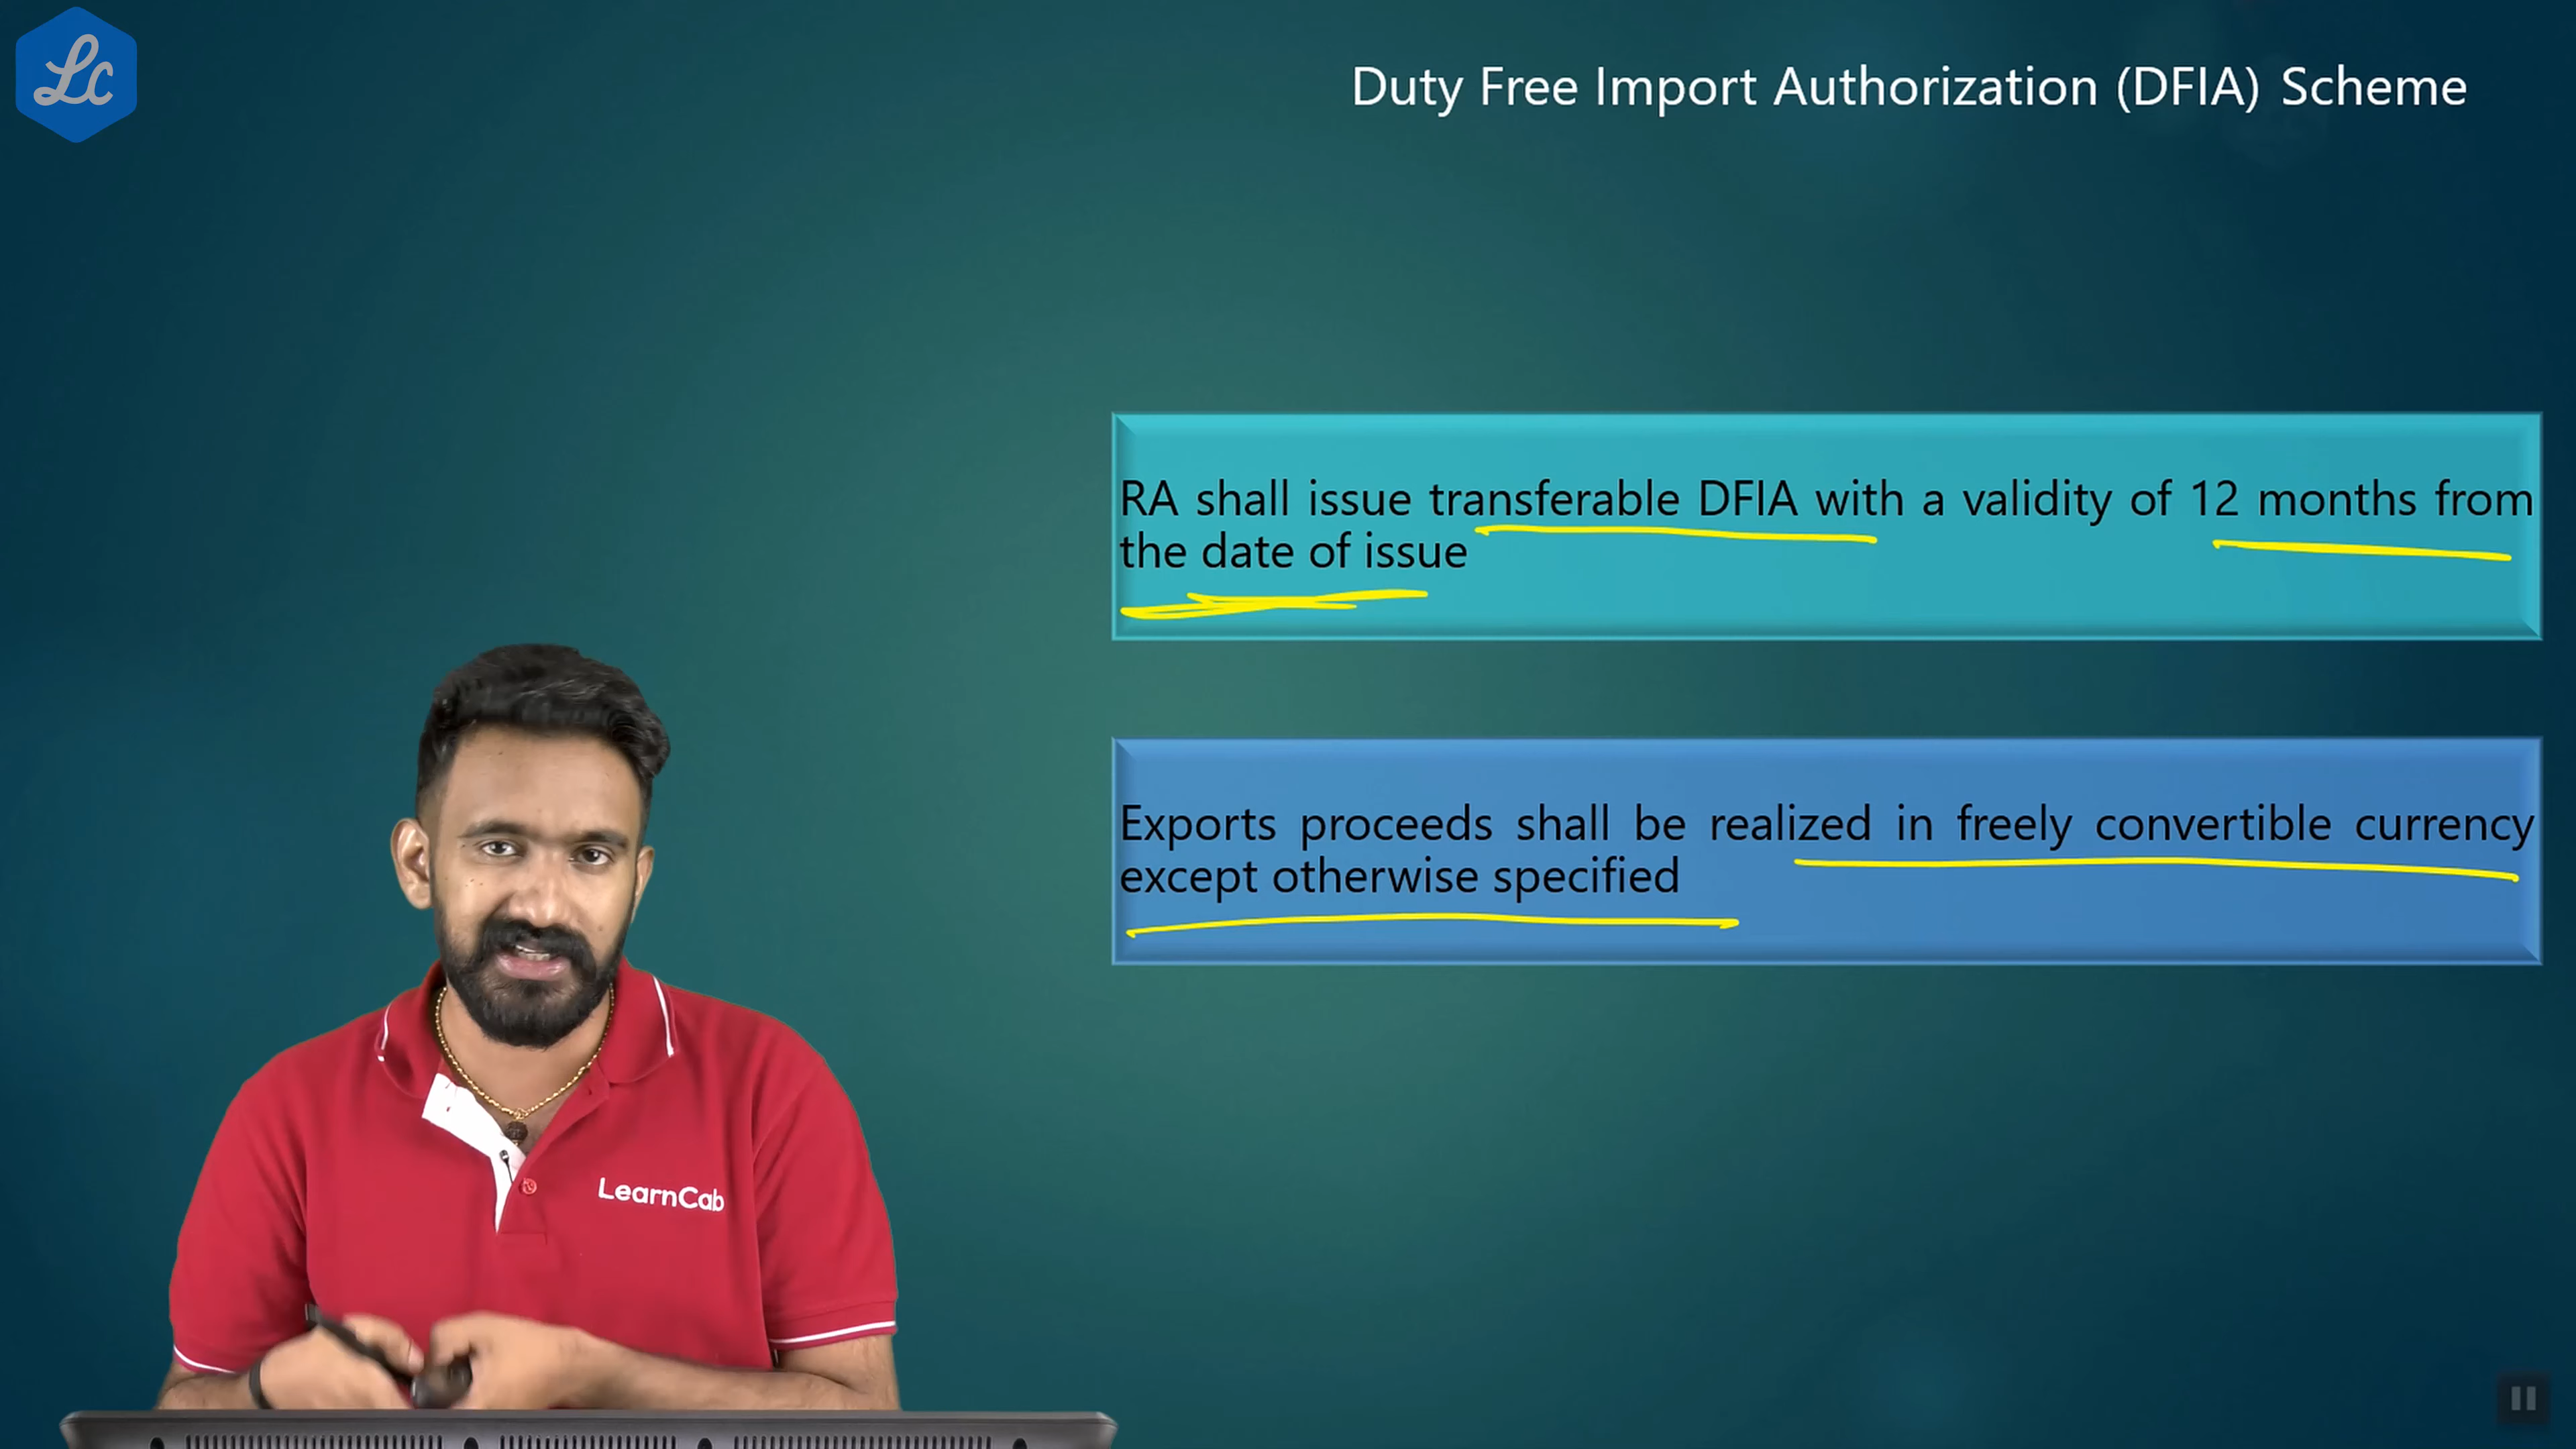 Lc
Duty Free Import Authorization (DFIA) Scheme
RA shall issue transferable DFIA with a validity of 12 months from
the date of issue
Exports proceeds shall be realized in freely convertible currency
except otherwise specified
LearnCab